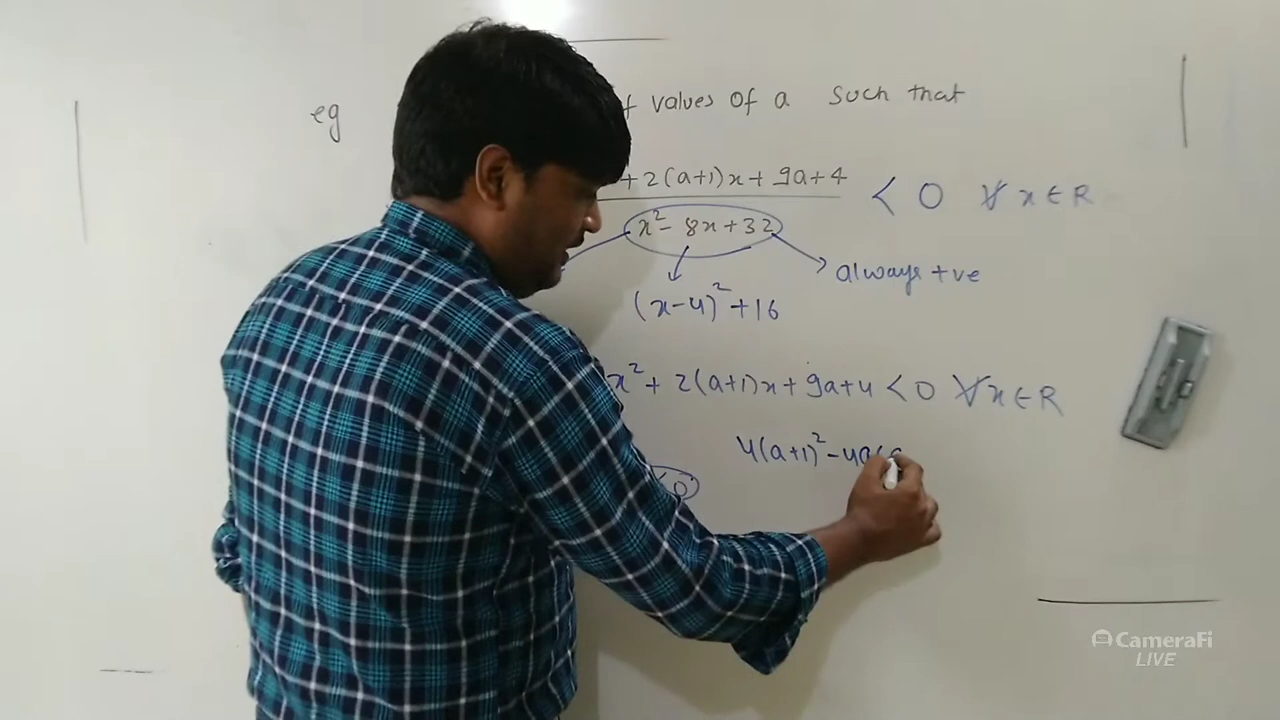 eg values of a such that
+ 2(a+1)x + 9a+4 < 0 ∀ x ∈ R
x² - 8x + 32
always +ve
(x-4)² + 16
x² + 2(a+1)x + 9a+4 < 0 ∀ x ∈ R
4(a+1)² - 4a(
<0
CameraFi
LIVE